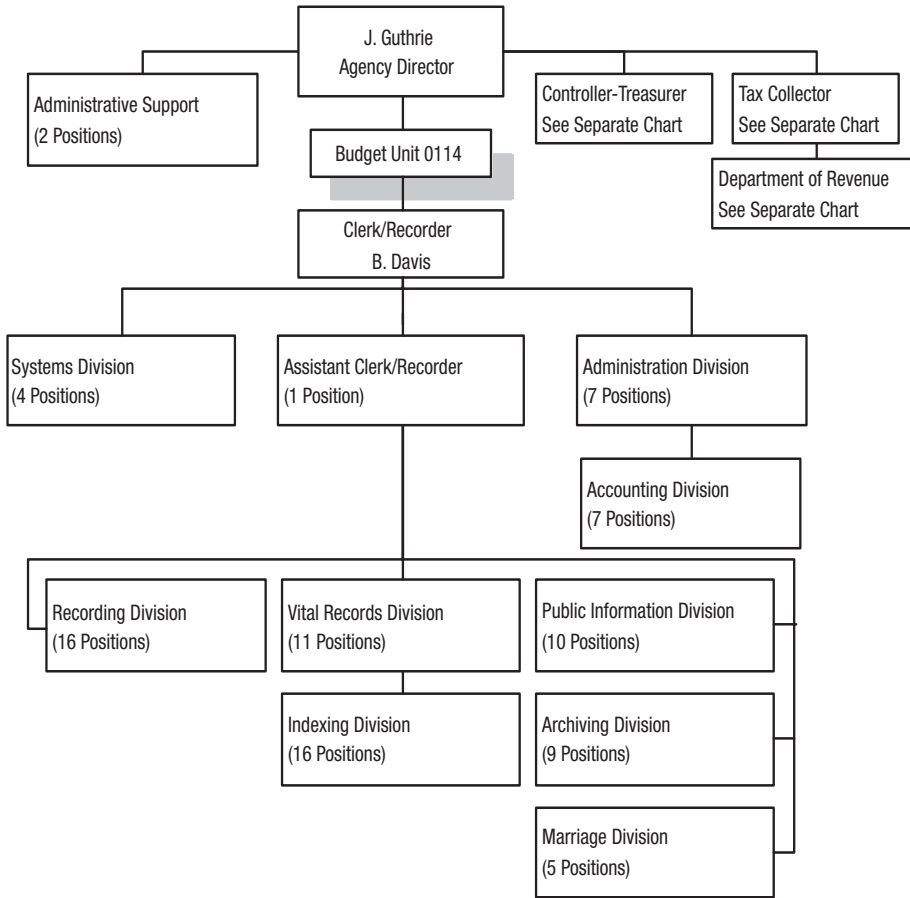 J. Guthrie
Agency Director
Administrative Support
(2 Positions)
Controller-Treasurer
See Separate Chart
Tax Collector
See Separate Chart
Budget Unit 0114
Department of Revenue
See Separate Chart
Clerk/Recorder
B. Davis
Systems Division
(4 Positions)
Assistant Clerk/Recorder
(1 Position)
Administration Division
(7 Positions)
Accounting Division
(7 Positions)
Recording Division
(16 Positions)
Vital Records Division
(11 Positions)
Public Information Division
(10 Positions)
Indexing Division
(16 Positions)
Archiving Division
(9 Positions)
Marriage Division
(5 Positions)